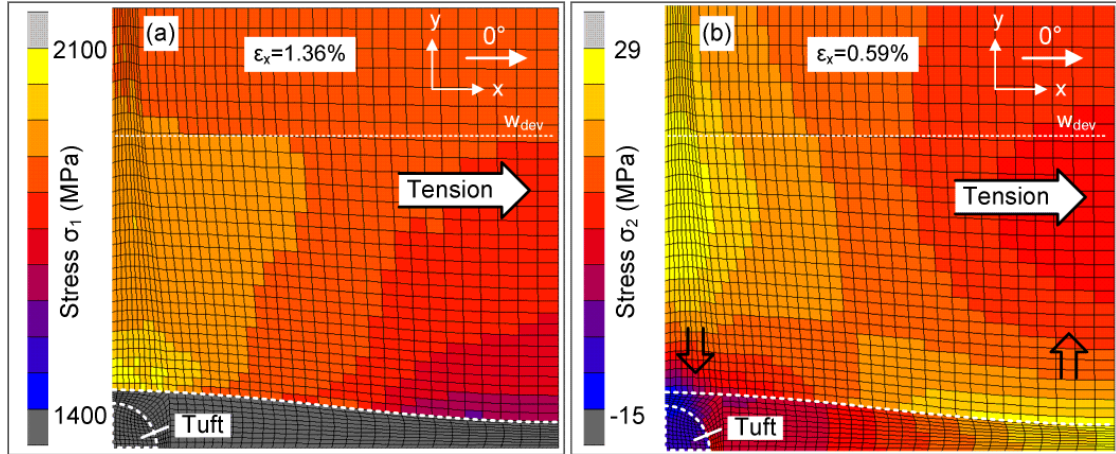 (a)
εx=1.36%
y
0°
x
wdev
2100
Stress σ1 (MPa)
1400
Tension
Tuft
(b)
εx=0.59%
y
0°
x
wdev
29
Stress σ2 (MPa)
-15
Tension
Tuft